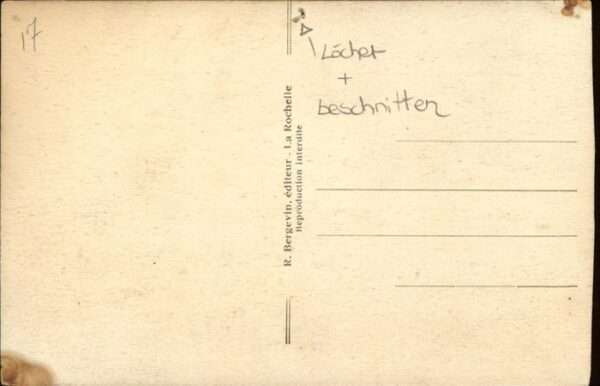 17
Löcher
+
beschnitten
R. Bergevin, éditeur - La Rochelle
Reproduction interdite